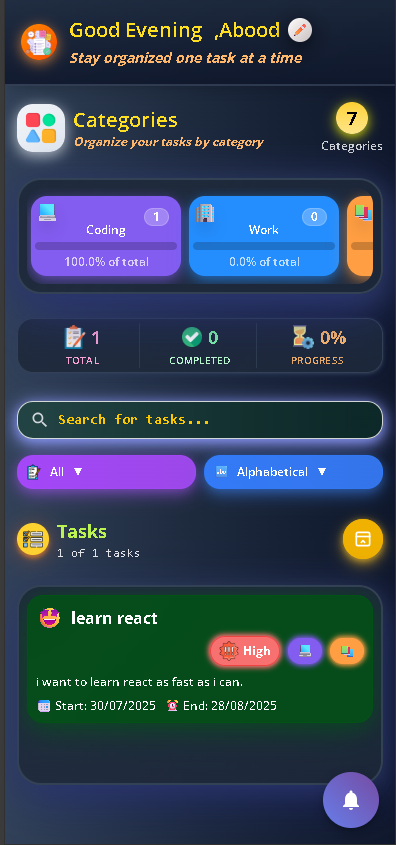 Good Evening ,Abood
Stay organized one task at a time
Categories
Organize your tasks by category
7
Categories
Coding
1
100.0% of total
Work
0
0.0% of total
1
TOTAL
0
COMPLETED
0%
PROGRESS
Search for tasks...
All ▼
Alphabetical ▼
Tasks
1 of 1 tasks
learn react
High
i want to learn react as fast as i can.
Start: 30/07/2025 End: 28/08/2025